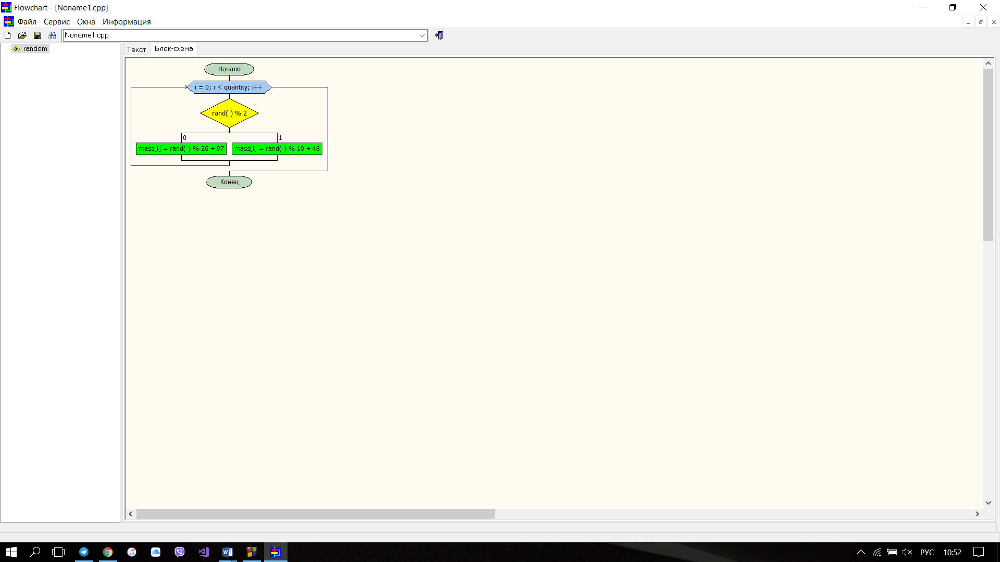 Flowchart - [Noname1.cpp]
Файл Сервис Окна Информация
Noname1.cpp
random
Текст Блок-схема
Начало
i = 0; i < quantity; i++
rand( ) % 2
0 1
mass[i] = rand( ) % 26 + 97 mass[i] = rand( ) % 10 + 48
Конец
РУС 10:52